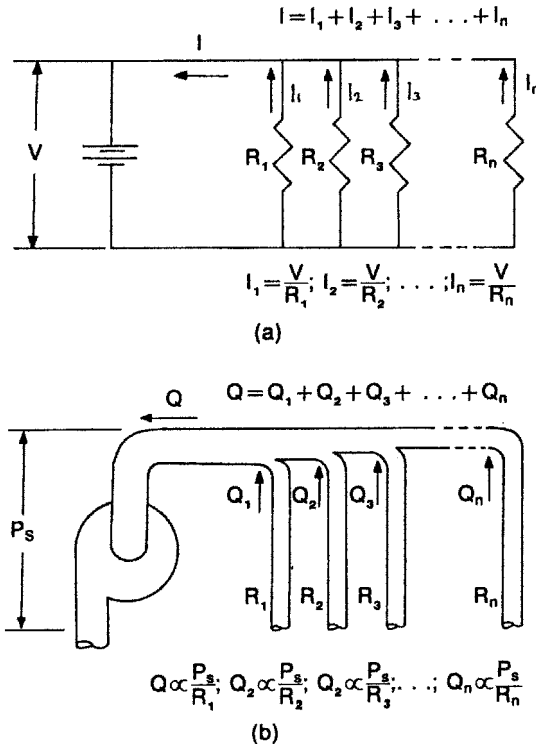 I=I₁+I₂+I₃+ . . . +Iₙ
I
I₁ I₂ I₃ Iₙ
V
R₁ R₂ R₃ Rₙ
I₁=V/R₁; I₂=V/R₂; . . . ;Iₙ=V/Rₙ
(a)
Q Q=Q₁+Q₂+Q₃+ . . . +Qₙ
Q₁ Q₂ Q₃ Qₙ
Pₛ
R₁ R₂ R₃ Rₙ
Q∝Pₛ/R₁; Q₂∝Pₛ/R₂; Q₂∝Pₛ/R₃;. . .; Qₙ∝Pₛ/Rₙ
(b)